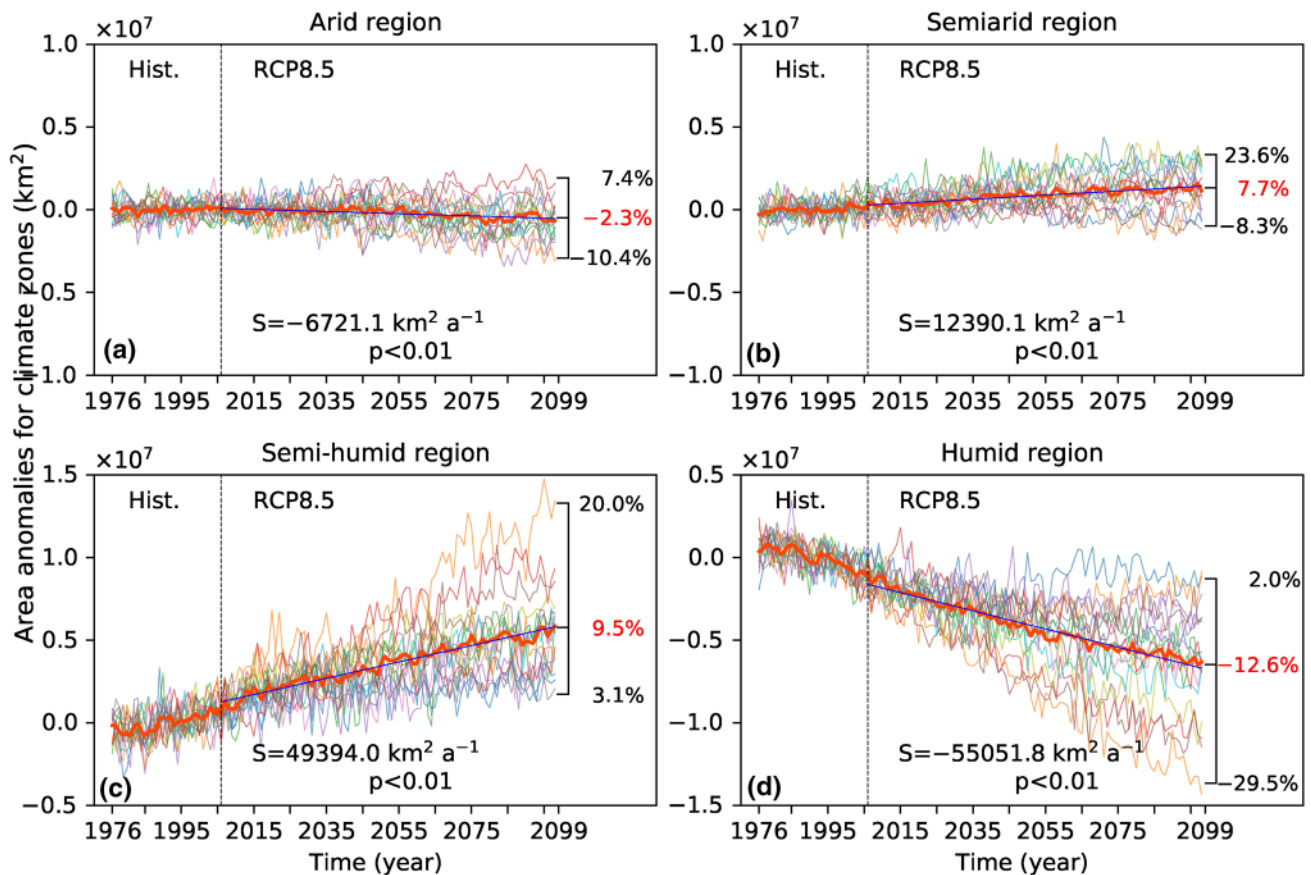 Area anomalies for climate zones (km²)
×10⁷ Arid region
1.0
0.5
0.0
−0.5
−1.0
Hist. RCP8.5
7.4%
−2.3%
−10.4%
S=−6721.1 km² a⁻¹
p<0.01
(a)
1976 1995 2015 2035 2055 2075 2099
×10⁷ Semiarid region
1.0
0.5
0.0
−0.5
−1.0
Hist. RCP8.5
23.6%
7.7%
−8.3%
S=12390.1 km² a⁻¹
p<0.01
(b)
1976 1995 2015 2035 2055 2075 2099
×10⁷ Semi-humid region
1.5
1.0
0.5
0.0
−0.5
Hist. RCP8.5
20.0%
9.5%
3.1%
S=49394.0 km² a⁻¹
p<0.01
(c)
1976 1995 2015 2035 2055 2075 2099
Time (year)
×10⁷ Humid region
0.5
0.0
−0.5
−1.0
−1.5
Hist. RCP8.5
2.0%
−12.6%
−29.5%
S=−55051.8 km² a⁻¹
p<0.01
(d)
1976 1995 2015 2035 2055 2075 2099
Time (year)